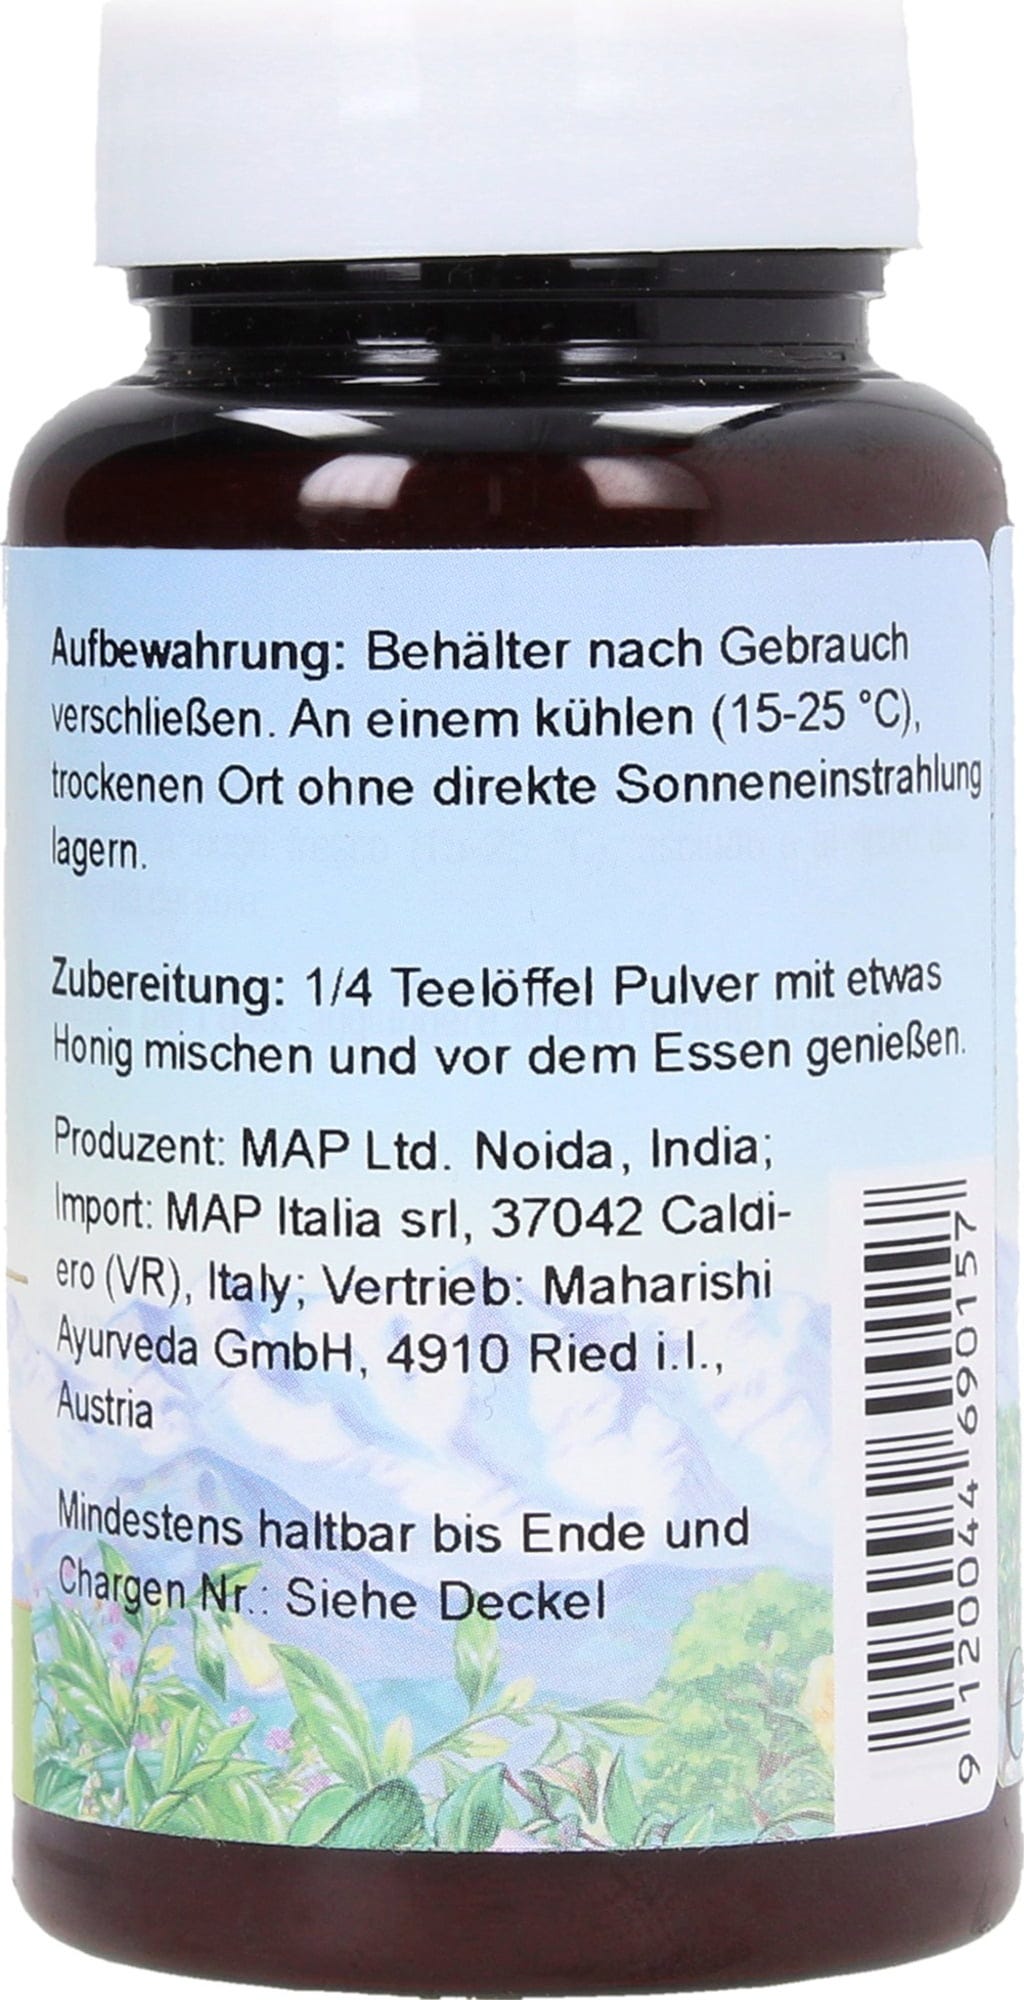 Aufbewahrung: Behälter nach Gebrauch
verschließen. An einem kühlen (15-25 °C),
trockenen Ort ohne direkte Sonneneinstrahlung
lagern.
Zubereitung: 1/4 Teelöffel Pulver mit etwas
Honig mischen und vor dem Essen genießen.
Produzent: MAP Ltd. Noida, India;
Import: MAP Italia srl, 37042 Caldi-
ero (VR), Italy; Vertrieb: Maharishi
Ayurveda GmbH, 4910 Ried i.I.,
Austria
Mindestens haltbar bis Ende und
Chargen Nr.: Siehe Deckel
9 120044 690157